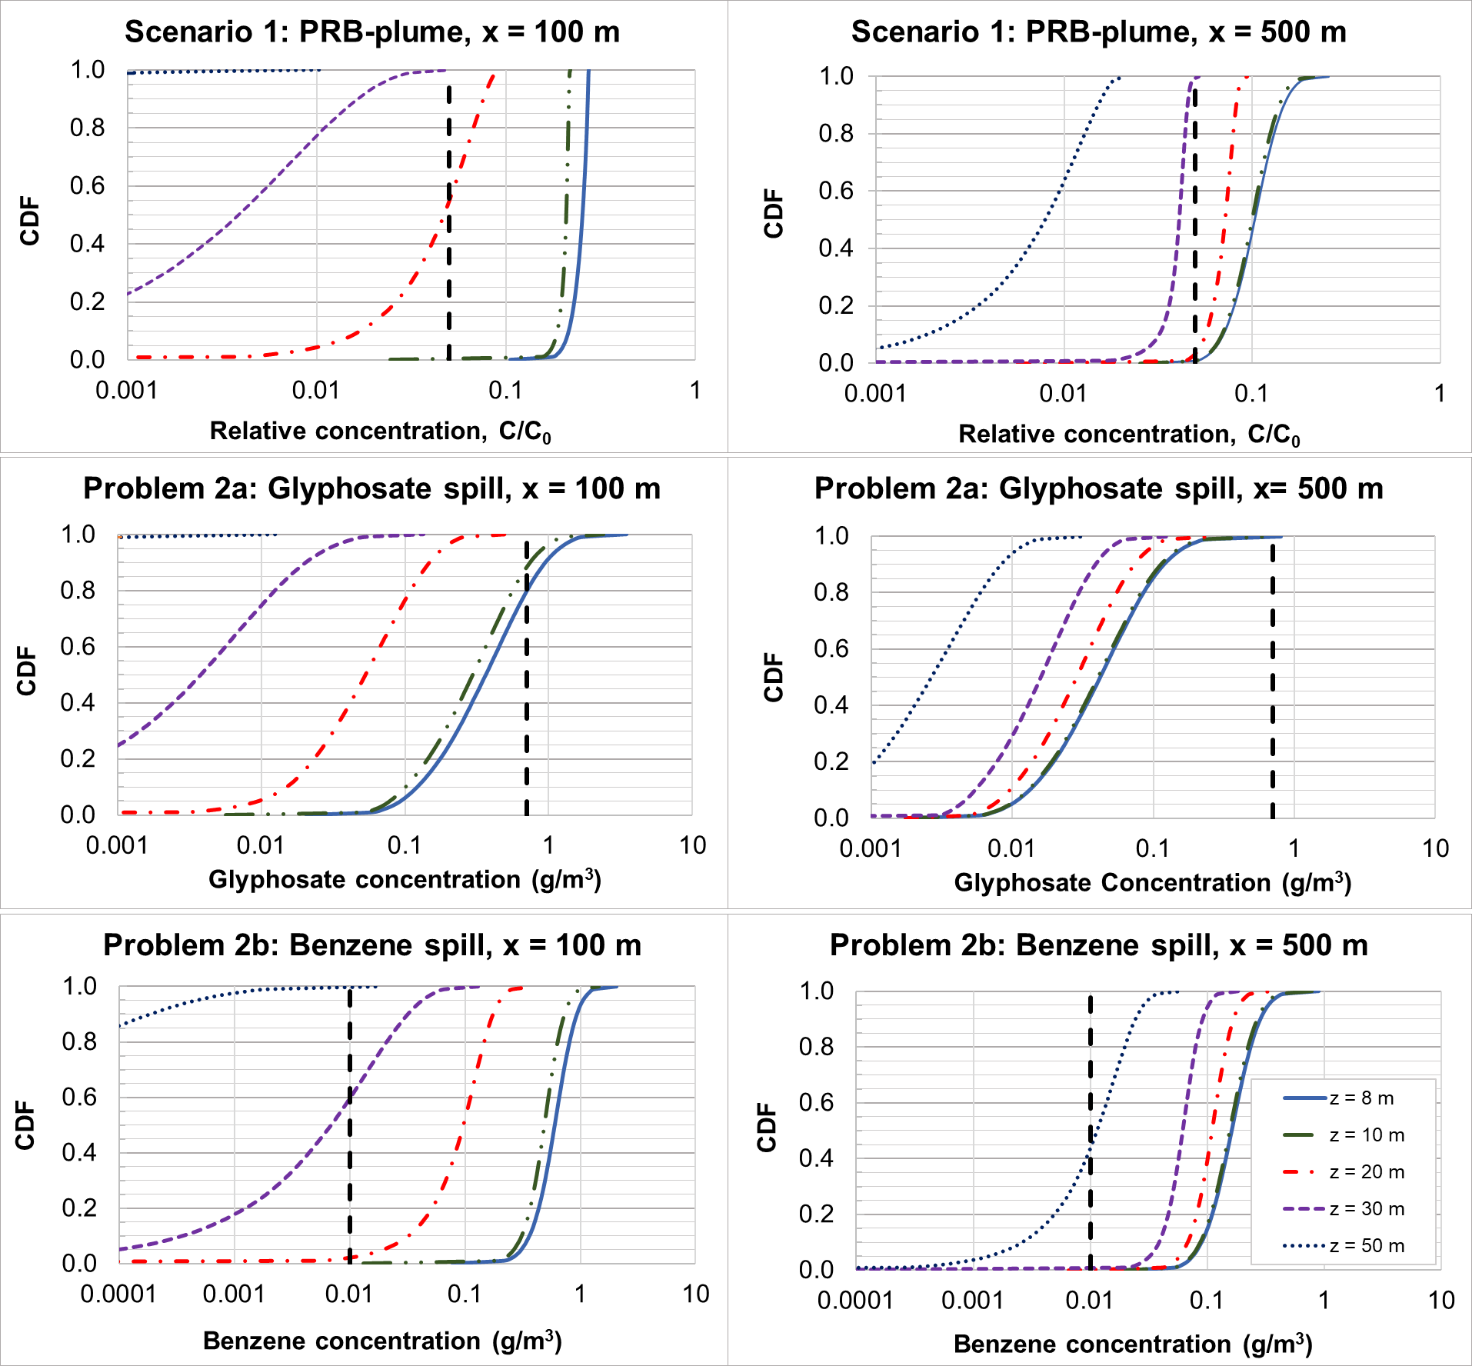 Scenario 1: PRB-plume, x = 100 m
1.0
0.8
0.6
0.4
0.2
0.0
CDF
0.001 0.01 0.1 1
Relative concentration, C/C₀
Scenario 1: PRB-plume, x = 500 m
1.0
0.8
0.6
0.4
0.2
0.0
CDF
0.001 0.01 0.1 1
Relative concentration, C/C₀
Problem 2a: Glyphosate spill, x = 100 m
1.0
0.8
0.6
0.4
0.2
0.0
CDF
0.001 0.01 0.1 1 10
Glyphosate concentration (g/m³)
Problem 2a: Glyphosate spill, x= 500 m
1.0
0.8
0.6
0.4
0.2
0.0
CDF
0.001 0.01 0.1 1 10
Glyphosate Concentration (g/m³)
Problem 2b: Benzene spill, x = 100 m
1.0
0.8
0.6
0.4
0.2
0.0
CDF
0.0001 0.001 0.01 0.1 1 10
Benzene concentration (g/m³)
Problem 2b: Benzene spill, x = 500 m
1.0
0.8
0.6
0.4
0.2
0.0
CDF
z = 8 m
z = 10 m
z = 20 m
z = 30 m
z = 50 m
0.0001 0.001 0.01 0.1 1 10
Benzene concentration (g/m³)